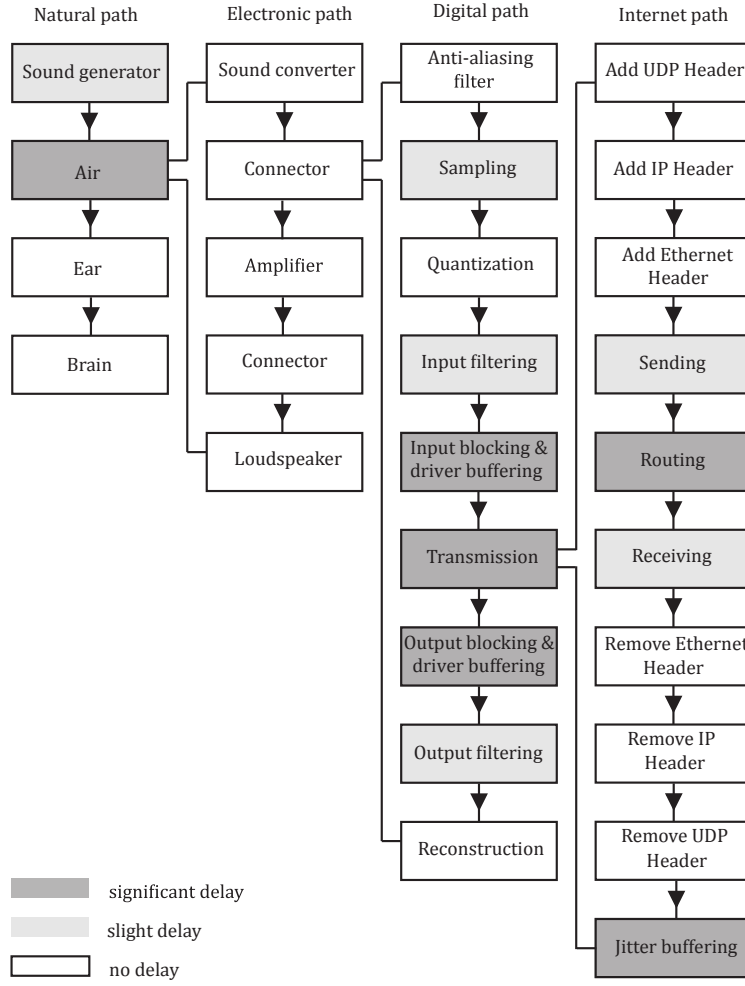 Natural path
Electronic path
Digital path
Internet path
Sound generator
Air
Ear
Brain
Sound converter
Connector
Amplifier
Connector
Loudspeaker
Anti-aliasing
filter
Sampling
Quantization
Input filtering
Input blocking &
driver buffering
Transmission
Output blocking &
driver buffering
Output filtering
Reconstruction
Add UDP Header
Add IP Header
Add Ethernet
Header
Sending
Routing
Receiving
Remove Ethernet
Header
Remove IP
Header
Remove UDP
Header
Jitter buffering
significant delay
slight delay
no delay